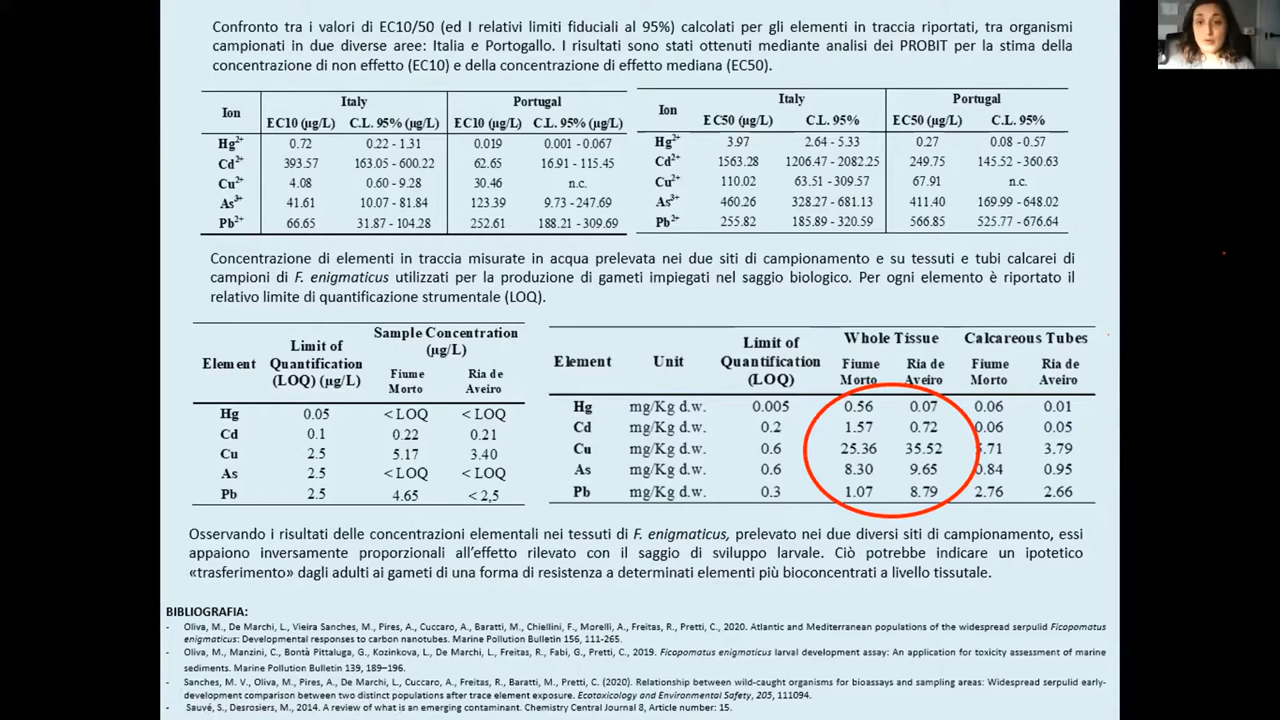 Confronto tra i valori di EC10/50 (ed I relativi limiti fiduciali al 95%) calcolati per gli elementi in traccia riportati, tra organismi
campionati in due diverse aree: Italia e Portogallo. I risultati sono stati ottenuti mediante analisi dei PROBIT per la stima della
concentrazione di non effetto (EC10) e della concentrazione di effetto mediana (EC50).
Ion Italy Portugal
EC10 (µg/L) C.L. 95% (µg/L) EC10 (µg/L) C.L. 95% (µg/L)
Hg²⁺ 0.72 0.22 - 1.31 0.019 0.001 - 0.067
Cd²⁺ 393.57 163.05 - 600.22 62.65 16.91 - 115.45
Cu²⁺ 4.08 0.60 - 9.28 30.46 n.c.
As³⁺ 41.61 10.07 - 81.84 123.39 9.73 - 247.69
Pb²⁺ 66.65 31.87 - 104.28 252.61 188.21 - 309.69
Ion Italy Portugal
EC50 (µg/L) C.L. 95% EC50 (µg/L) C.L. 95%
Hg²⁺ 3.97 2.64 - 5.33 0.27 0.08 - 0.57
Cd²⁺ 1563.28 1206.47 - 2082.25 249.75 145.52 - 360.63
Cu²⁺ 110.02 63.51 - 309.57 67.91 n.c.
As³⁺ 460.26 328.27 - 681.13 411.40 169.99 - 648.02
Pb²⁺ 255.82 185.89 - 320.59 566.85 525.77 - 676.64
Concentrazione di elementi in traccia misurate in acqua prelevata nei due siti di campionamento e su tessuti e tubi calcarei di
campioni di F. enigmaticus utilizzati per la produzione di gameti impiegati nel saggio biologico. Per ogni elemento è riportato il
relativo limite di quantificazione strumentale (LOQ).
Element Limit of Quantification (LOQ) (µg/L) Sample Concentration (µg/L)
Fiume Morto Ria de Aveiro
Hg 0.05 < LOQ < LOQ
Cd 0.1 0.22 0.21
Cu 2.5 5.17 3.40
As 2.5 < LOQ < LOQ
Pb 2.5 4.65 < 2,5
Element Unit Limit of Quantification (LOQ) Whole Tissue Calcareous Tubes
Fiume Morto Ria de Aveiro Fiume Morto Ria de Aveiro
Hg mg/Kg d.w. 0.005 0.56 0.07 0.06 0.01
Cd mg/Kg d.w. 0.2 1.57 0.72 0.06 0.05
Cu mg/Kg d.w. 0.6 25.36 35.52 .71 3.79
As mg/Kg d.w. 0.6 8.30 9.65 0.84 0.95
Pb mg/Kg d.w. 0.3 1.07 8.79 2.76 2.66
Osservando i risultati delle concentrazioni elementali nei tessuti di F. enigmaticus, prelevato nei due diversi siti di campionamento, essi
appaiono inversamente proporzionali all'effetto rilevato con il saggio di sviluppo larvale. Ciò potrebbe indicare un ipotetico
«trasferimento» dagli adulti ai gameti di una forma di resistenza a determinati elementi più bioconcentrati a livello tissutale.
BIBLIOGRAFIA:
- Oliva, M., De Marchi, L., Vieira Sanches, M., Pires, A., Cuccaro, A., Baratti, M., Chiellini, F., Morelli, A., Freitas, R., Pretti, C., 2020. Atlantic and Mediterranean populations of the widespread serpulid Ficopomatus
enigmaticus: Developmental responses to carbon nanotubes. Marine Pollution Bulletin 156, 111-265.
- Oliva, M., Manzini, C., Bontà Pittaluga, G., Kozinkova, L., De Marchi, L., Freitas, R., Fabi, G., Pretti, C., 2019. Ficopomatus enigmaticus larval development assay: An application for toxicity assessment of marine
sediments. Marine Pollution Bulletin 139, 189–196.
- Sanches, M. V., Oliva, M., Pires, A., De Marchi, L., Cuccaro, A., Freitas, R., Baratti, M., Pretti, C. (2020). Relationship between wild-caught organisms for bioassays and sampling areas: Widespread serpulid early-
development comparison between two distinct populations after trace element exposure. Ecotoxicology and Environmental Safety, 205, 111094.
- Sauvé, S., Desrosiers, M., 2014. A review of what is an emerging contaminant. Chemistry Central Journal 8, Article number: 15.